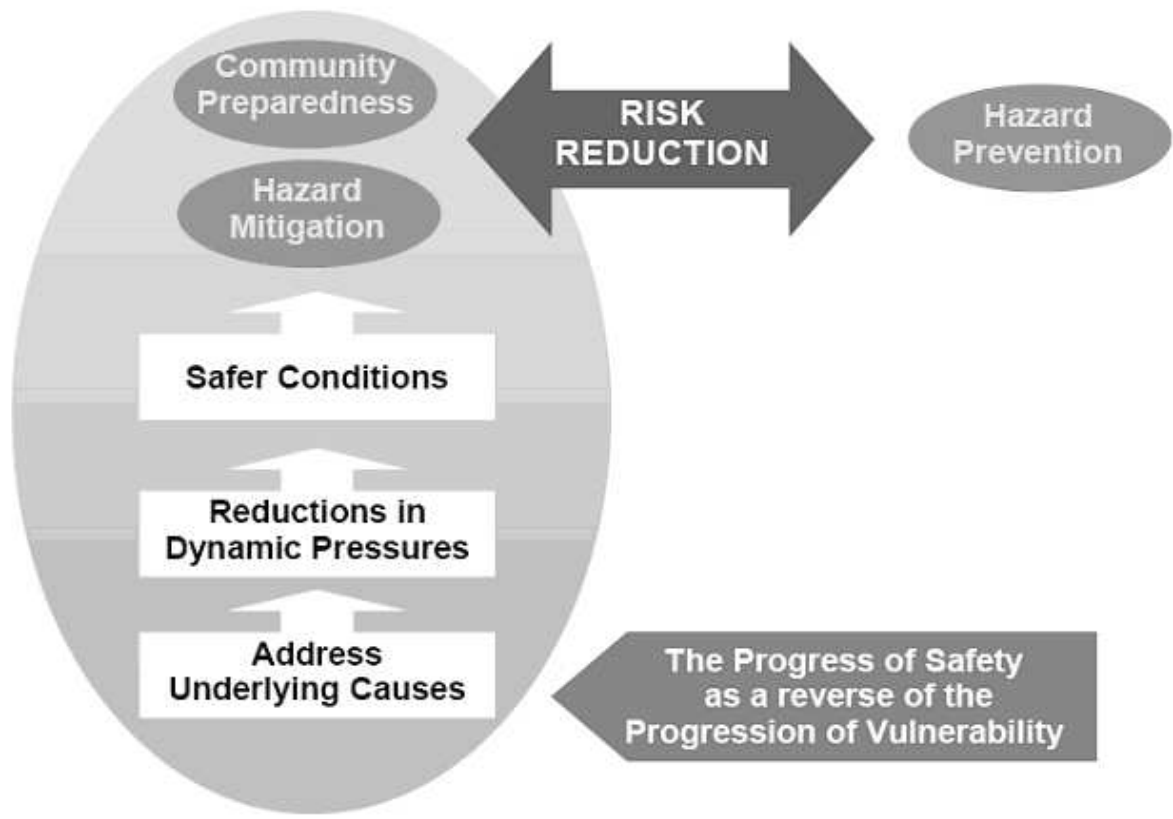 Community
Preparedness
RISK
REDUCTION
Hazard
Prevention
Hazard
Mitigation
Safer Conditions
Reductions in
Dynamic Pressures
Address
Underlying Causes
The Progress of Safety
as a reverse of the
Progression of Vulnerability